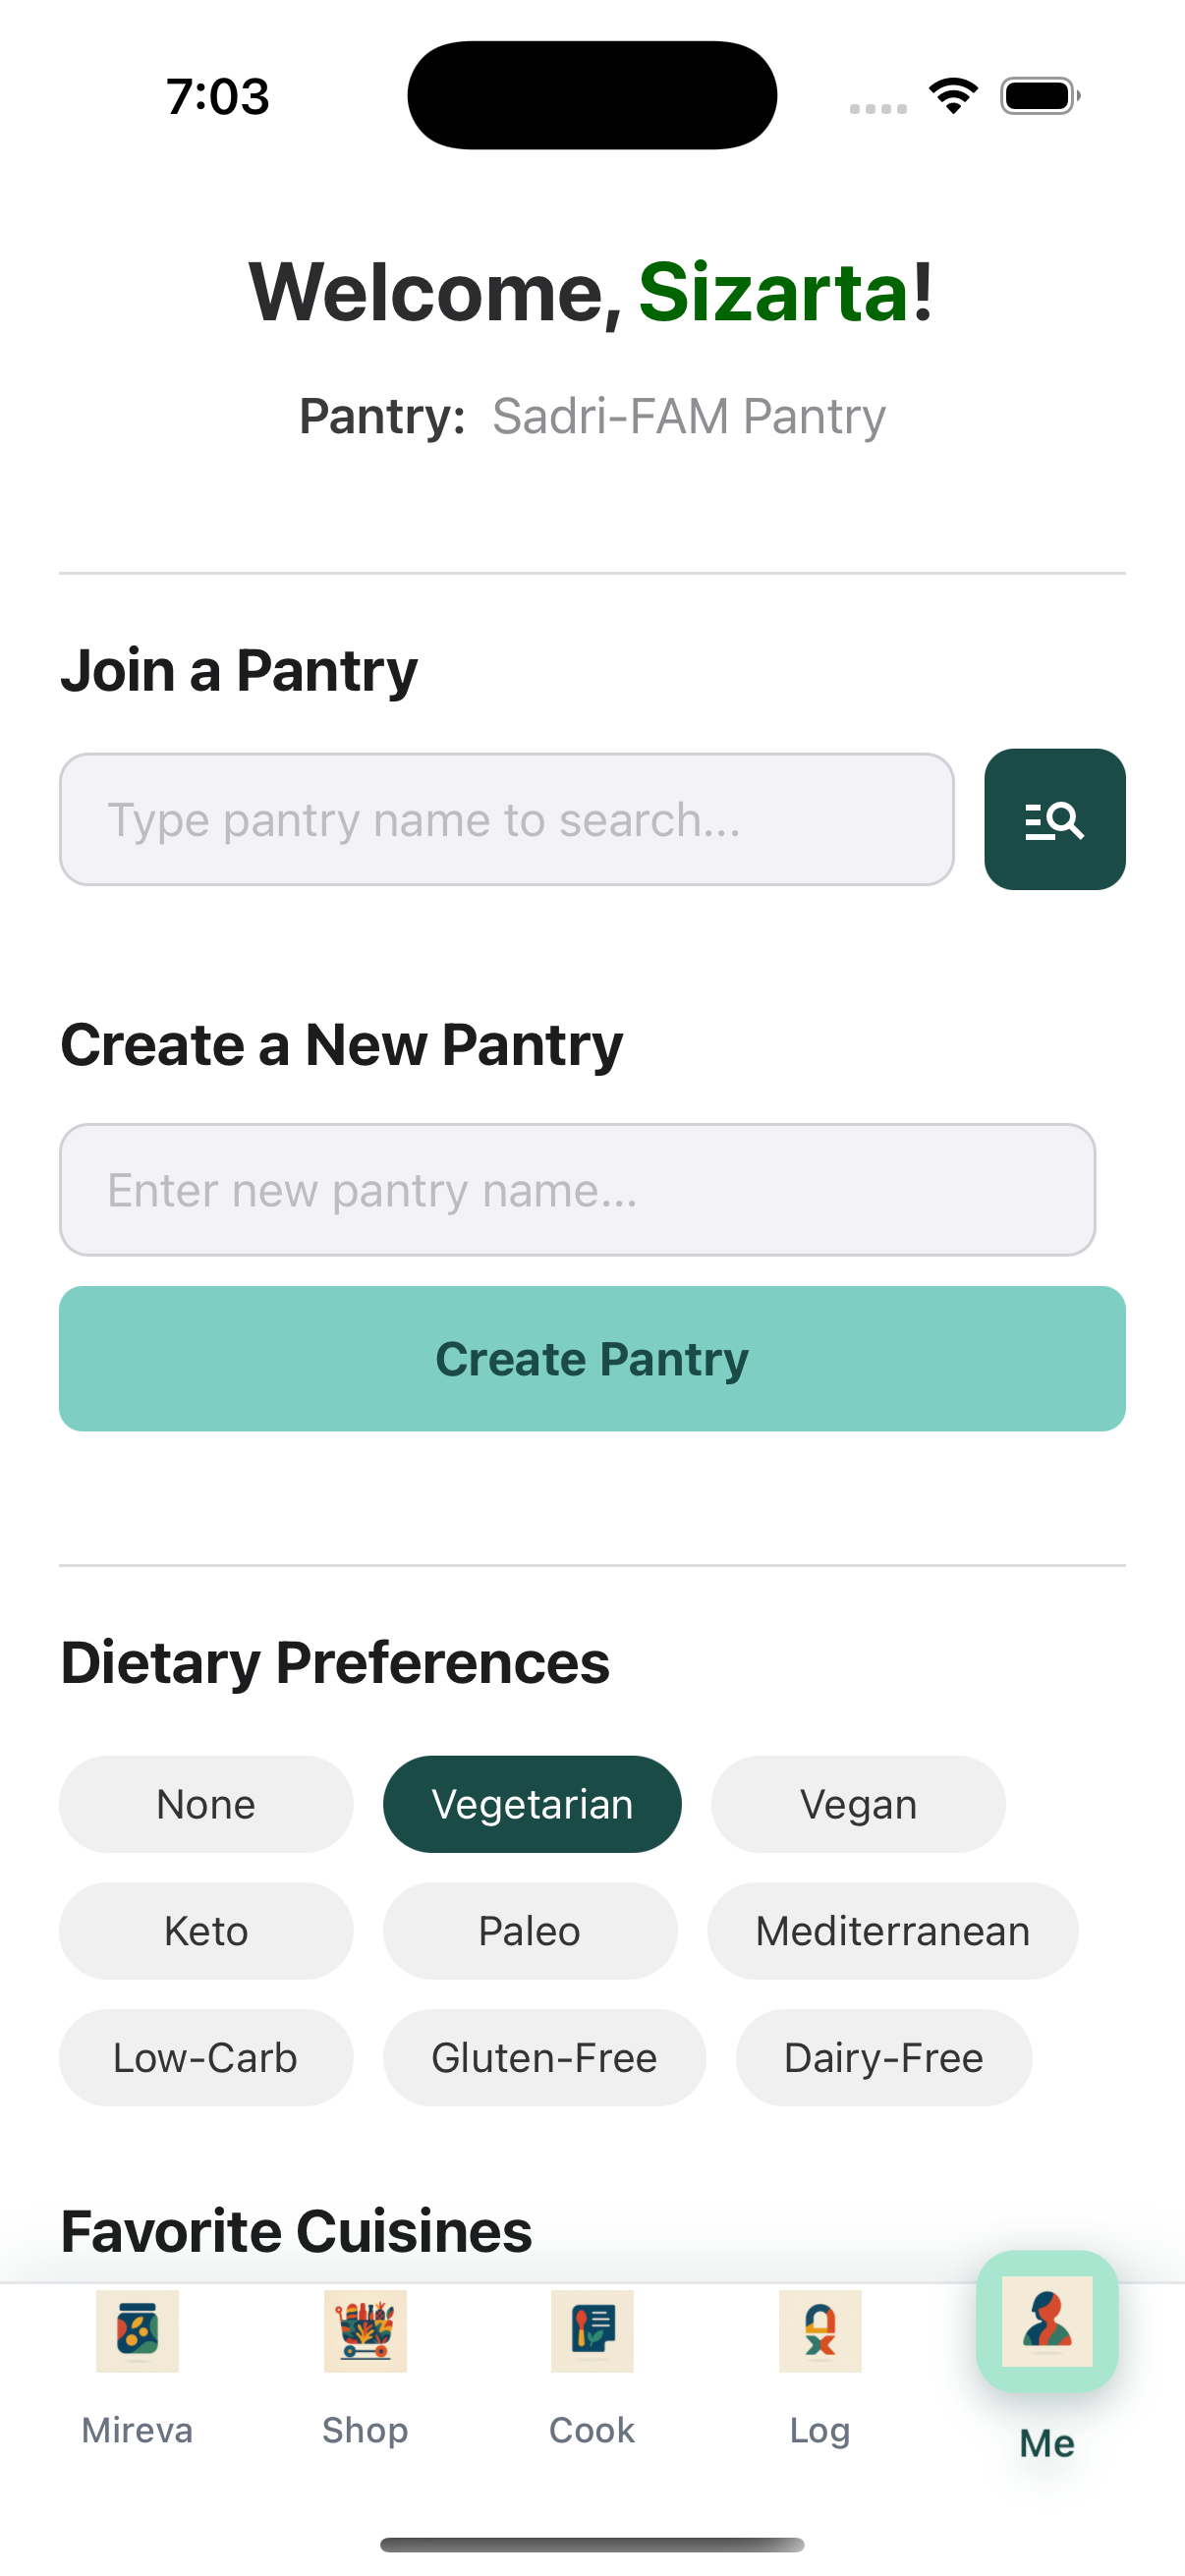 7:03
Welcome, Sizarta!
Pantry: Sadri-FAM Pantry
Join a Pantry
Type pantry name to search...
Create a New Pantry
Enter new pantry name...
Create Pantry
Dietary Preferences
None Vegetarian Vegan
Keto Paleo Mediterranean
Low-Carb Gluten-Free Dairy-Free
Favorite Cuisines
Mireva Shop Cook Log Me